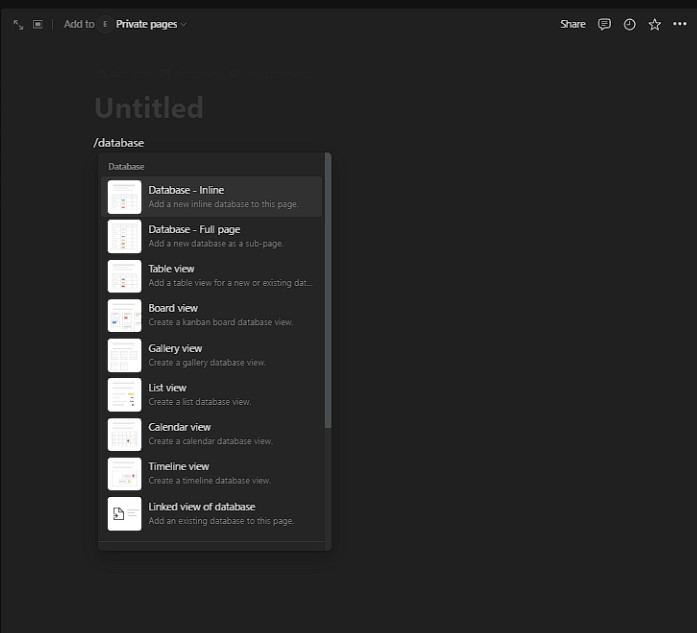 Add to E Private pages Share
Untitled
/database
Database
Database - Inline
Add a new inline database to this page.
Database - Full page
Add a new database as a sub-page.
Table view
Add a table view for a new or existing dat...
Board view
Create a kanban board database view.
Gallery view
Create a gallery database view.
List view
Create a list database view.
Calendar view
Create a calendar database view.
Timeline view
Create a timeline database view.
Linked view of database
Add an existing database to this page.